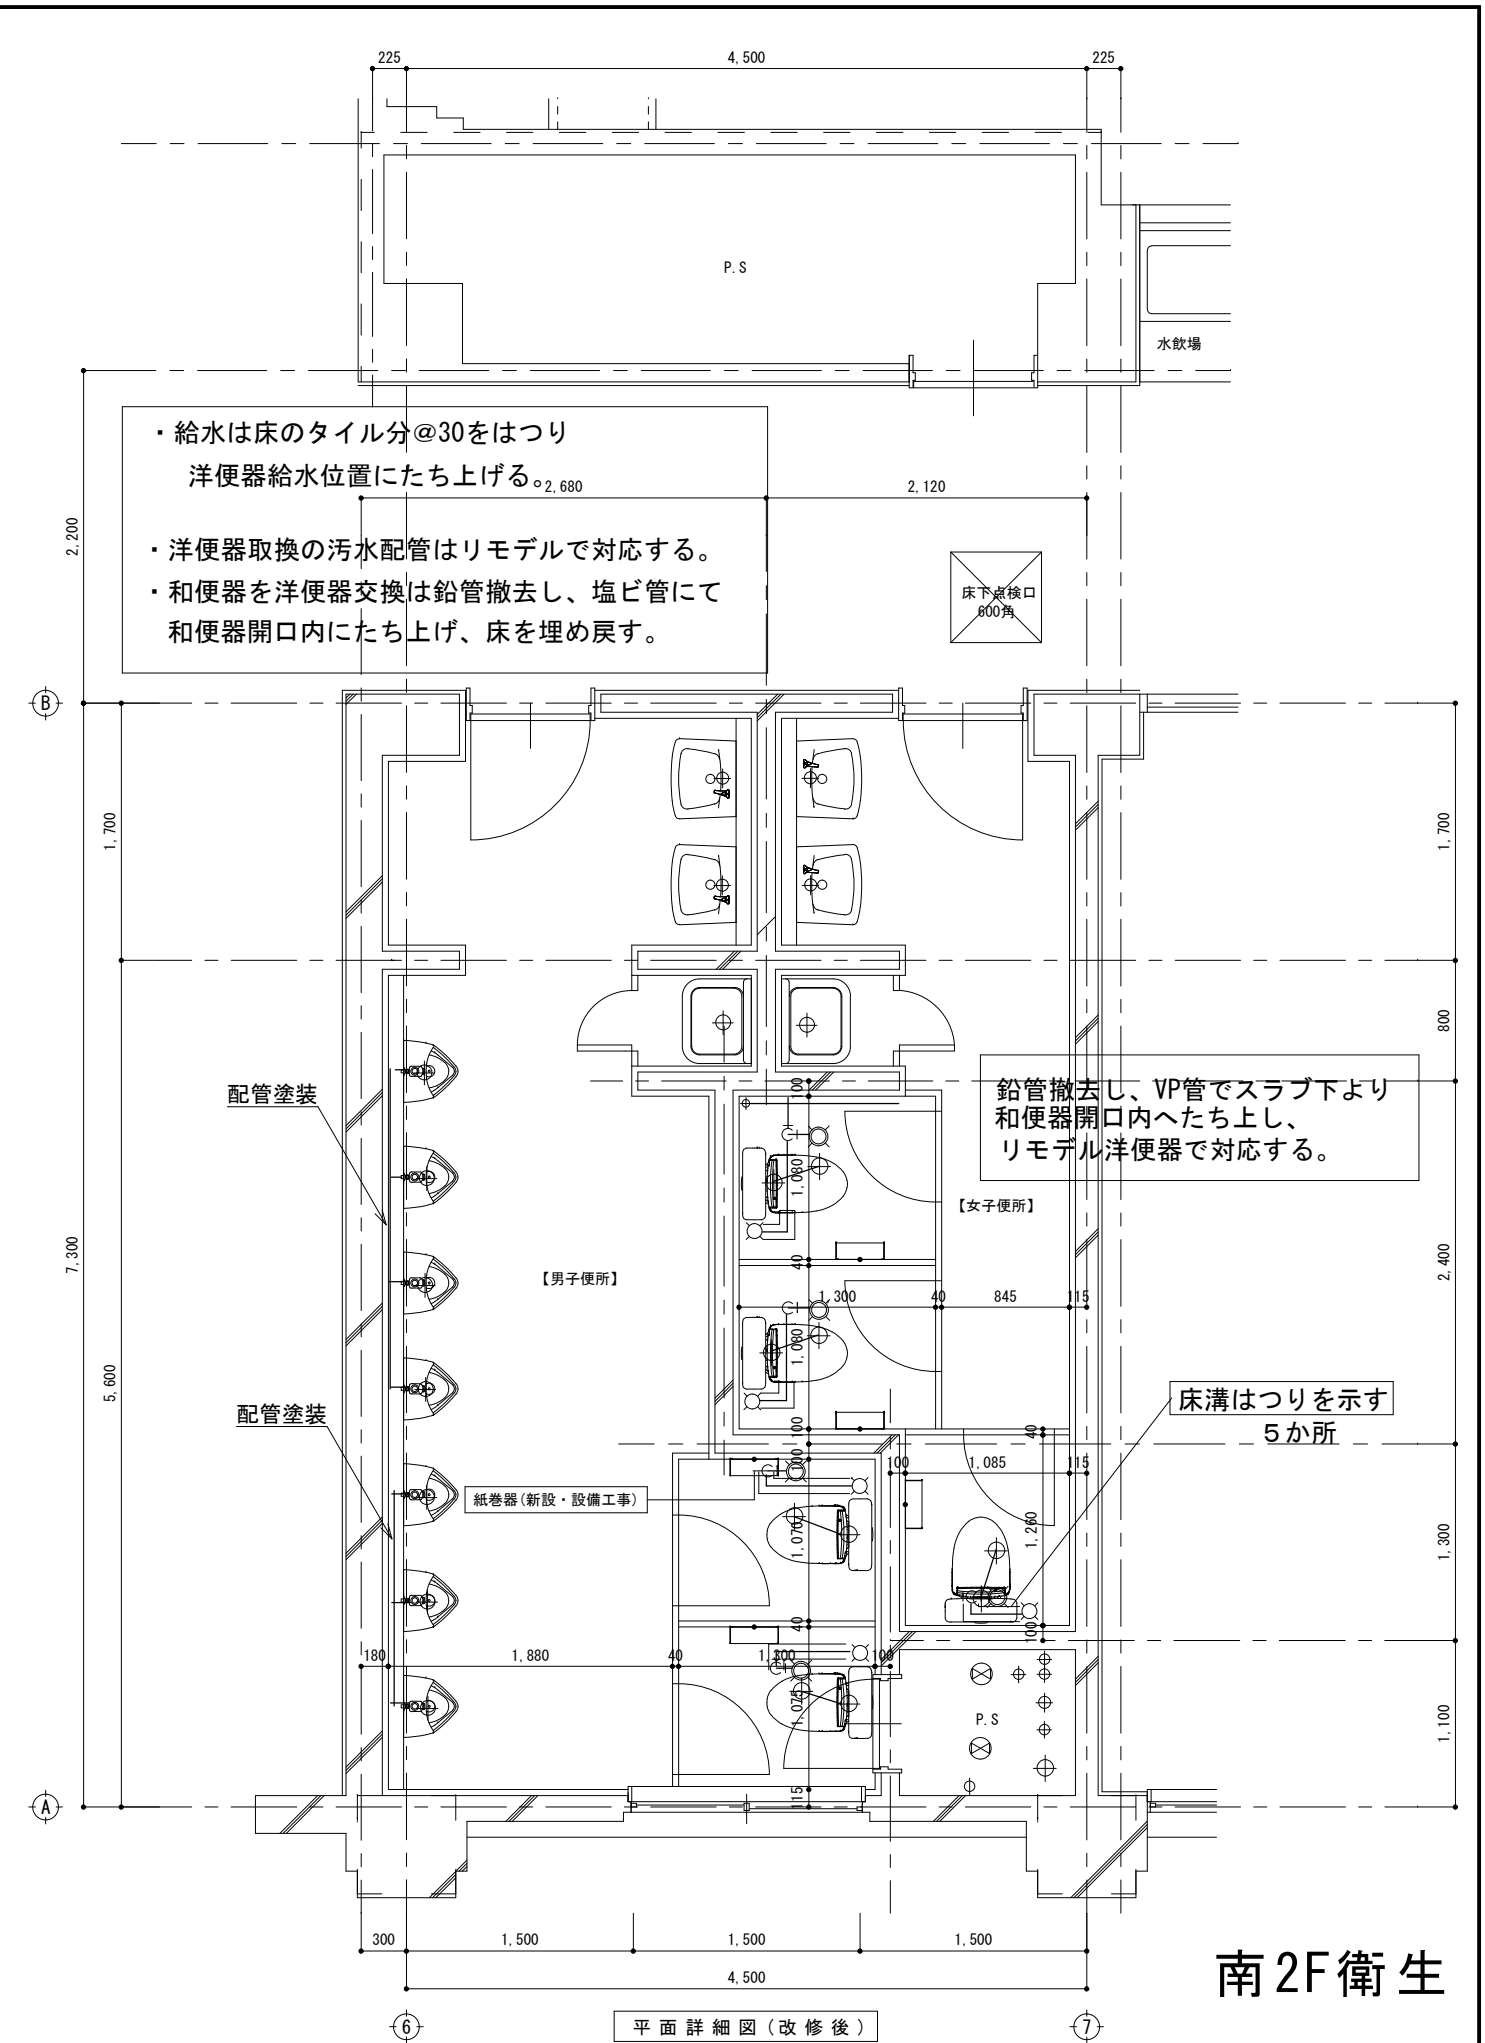 225
4,500
225
P.S
水飲場
・給水は床のタイル分@30をはつり
洋便器給水位置にたち上げる。
・洋便器取換の汚水配管はリモデルで対応する。
・和便器を洋便器交換は鉛管撤去し、塩ビ管にて
和便器開口内にたち上げ、床を埋め戻す。
2,680
2,120
2,200
床下点検口
600角
B
1,700
1,700
800
100
鉛管撤去し、VP管でスラブ下より
和便器開口内へたち上し、
リモデル洋便器で対応する。
配管塗装
1,080
【女子便所】
7,300
【男子便所】
40
2,400
1,300
40
845
115
1,080
5,600
配管塗装
床溝はつりを示す
5か所
100
40
100
100
1,085
115
紙巻器(新設・設備工事)
1,070
1,260
1,300
40
100
180
1,880
40
1,300
100
1,075
P.S
1,100
115
A
300
1,500
1,500
1,500
4,500
南2F衛生
6
平面詳細図(改修後)
7